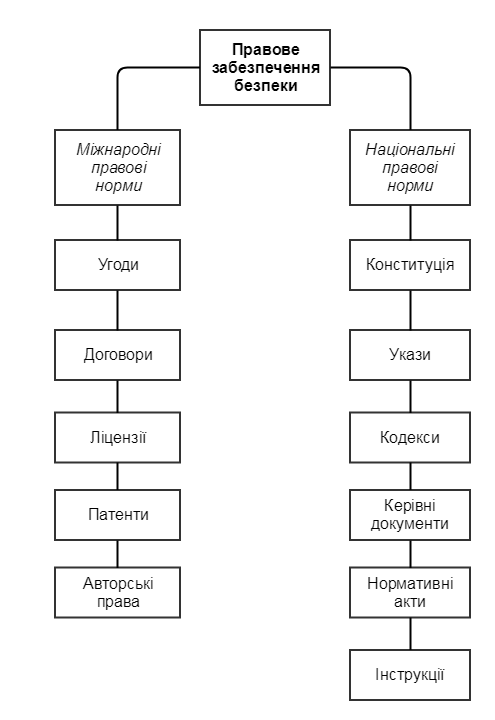 Правове
забезпечення
безпеки
Міжнародні
правові
норми
Угоди
Договори
Ліцензії
Патенти
Авторські
права
Національні
правові
норми
Конституція
Укази
Кодекси
Керівні
документи
Нормативні
акти
Інструкції